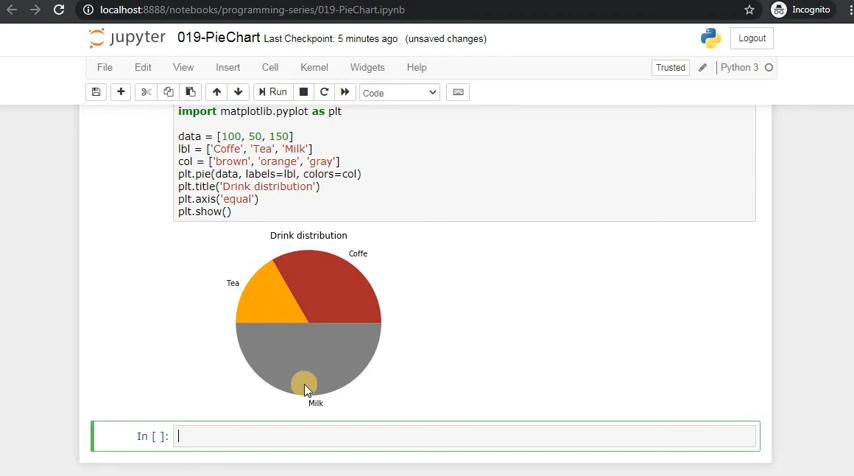 localhost:8888/notebooks/programming-series/019-PieChart.ipynb
Incognito
jupyter 019-PieChart Last Checkpoint: 5 minutes ago (unsaved changes)
Logout
File Edit View Insert Cell Kernel Widgets Help
Trusted Python 3
Run Code
import matplotlib.pyplot as plt
data = [100, 50, 150]
lbl = ['Coffe', 'Tea', 'Milk']
col = ['brown', 'orange', 'gray']
plt.pie(data, labels=lbl, colors=col)
plt.title('Drink distribution')
plt.axis('equal')
plt.show()
Drink distribution
Coffe
Tea
Milk
In [ ]: